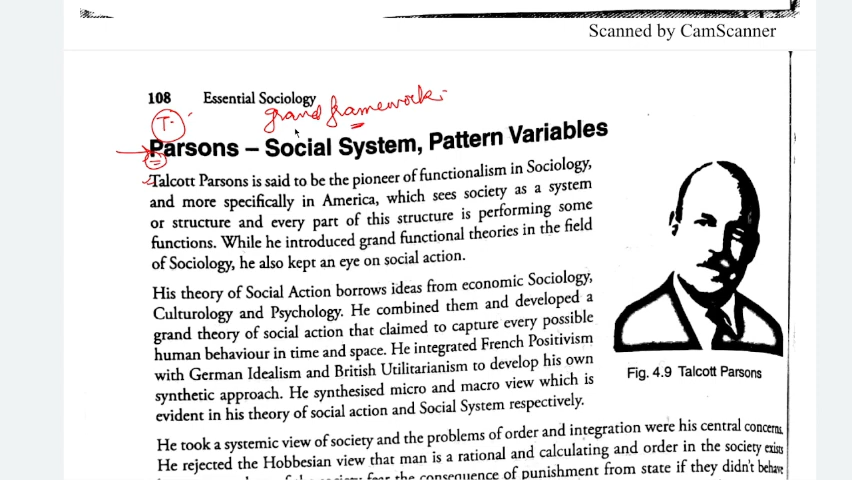 Scanned by CamScanner
108 Essential Sociology
grand framework
T.
Parsons – Social System, Pattern Variables
Talcott Parsons is said to be the pioneer of functionalism in Sociology,
and more specifically in America, which sees society as a system
or structure and every part of this structure is performing some
functions. While he introduced grand functional theories in the field
of Sociology, he also kept an eye on social action.
His theory of Social Action borrows ideas from economic Sociology,
Culturology and Psychology. He combined them and developed a
grand theory of social action that claimed to capture every possible
human behaviour in time and space. He integrated French Positivism
with German Idealism and British Utilitarianism to develop his own
synthetic approach. He synthesised micro and macro view which is
evident in his theory of social action and Social System respectively.
Fig. 4.9 Talcott Parsons
He took a systemic view of society and the problems of order and integration were his central concerns.
He rejected the Hobbesian view that man is a rational and calculating and order in the society exists
consequence of punishment from state if they didn't behave